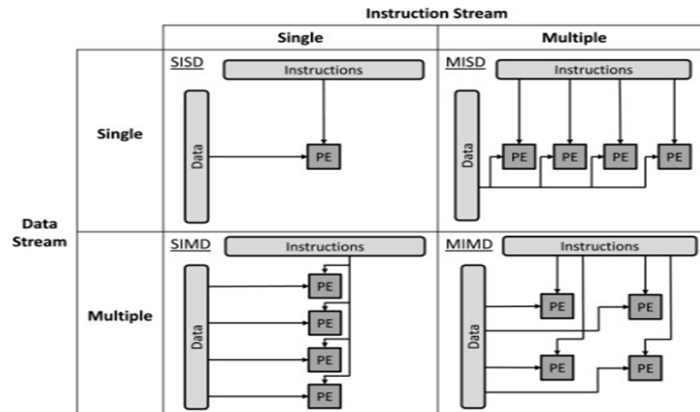 Instruction Stream
Single Multiple
Data Stream
Single
SISD
Instructions
Data
PE
MISD
Instructions
Data
PE PE PE PE
Multiple
SIMD
Instructions
Data
PE
PE
PE
PE
MIMD
Instructions
Data
PE PE
PE PE